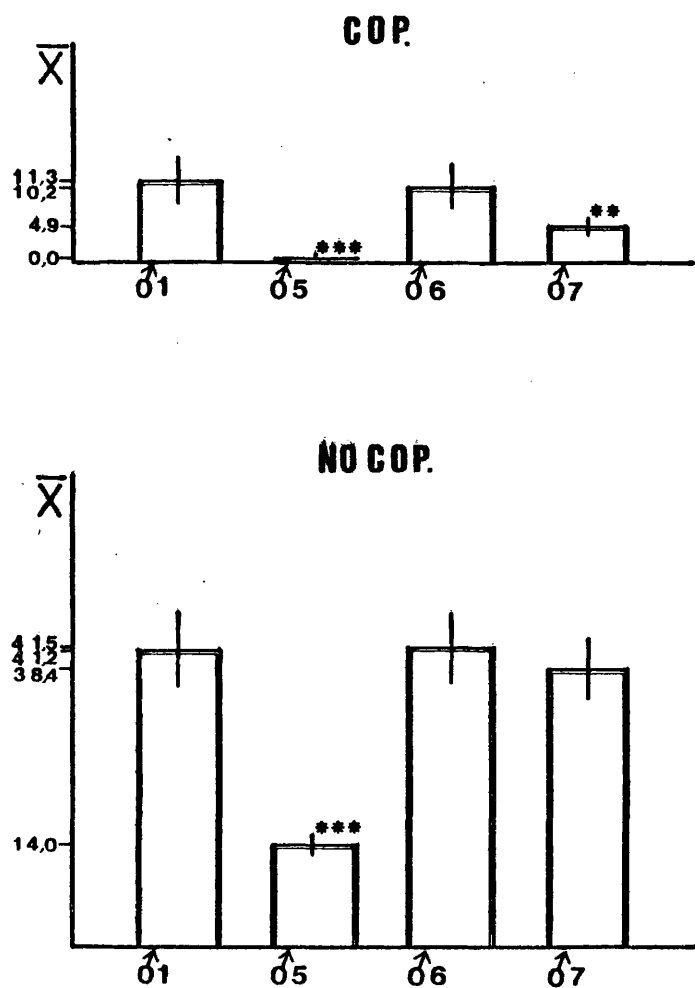 COP.
X̅
11,3
10,2
4,9
0,0
**
***
01 05 06 07
NO COP.
X̅
41,5
41,2
38,4
14,0
***
01 05 06 07